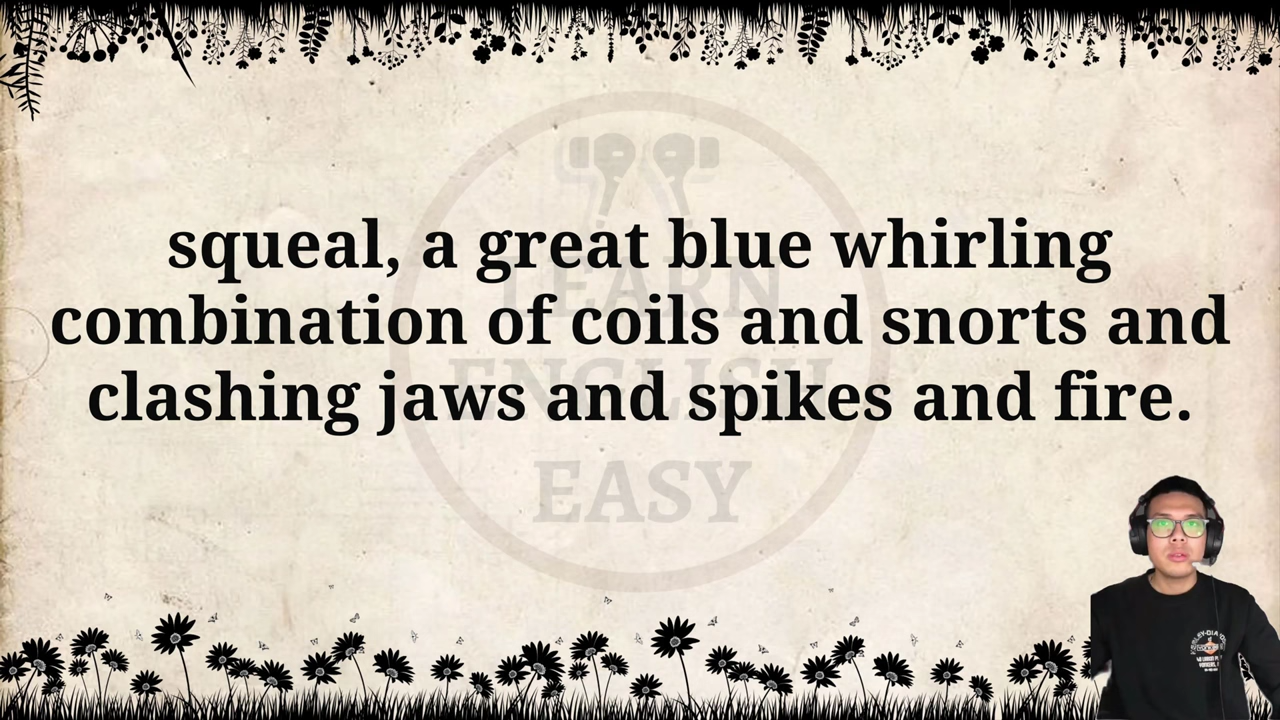 squeal, a great blue whirling
combination of coils and snorts and
clashing jaws and spikes and fire.
LEARN
ENGLISH
EASY